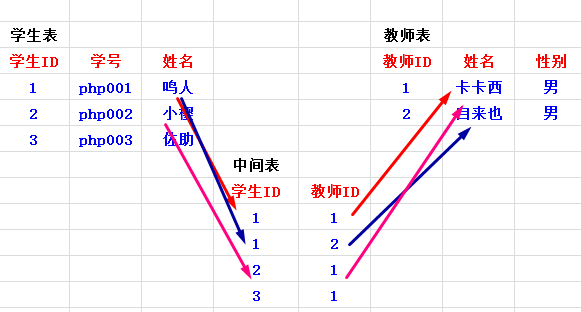 学生表 教师表
学生ID 学号 姓名 教师ID 姓名 性别
1 php001 鸣人 1 卡卡西 男
2 php002 2 自来也 男
3 php003 佐助
中间表
学生ID 教师ID
1 1
1 2
2 1
3 1